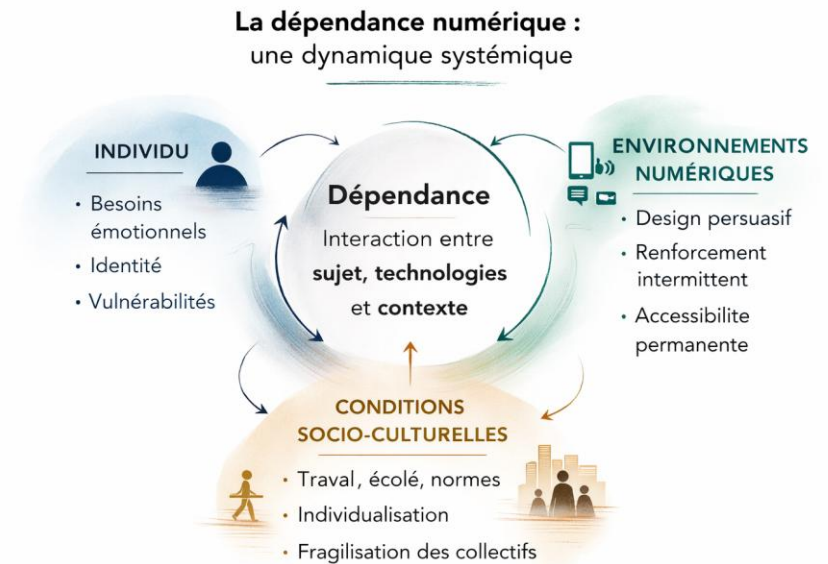 La dépendance numérique :
une dynamique systémique
INDIVIDU
• Besoins
émotionnels
• Identité
• Vulnérabilités
Dépendance
Interaction entre
sujet, technologies
et contexte
ENVIRONNEMENTS
NUMÉRIQUES
• Design persuasif
• Renforcement
intermittent
• Accessibilite
permanente
CONDITIONS
SOCIO-CULTURELLES
• Traval, écolé, normes
• Individualisation
• Fragilisation des collectifs